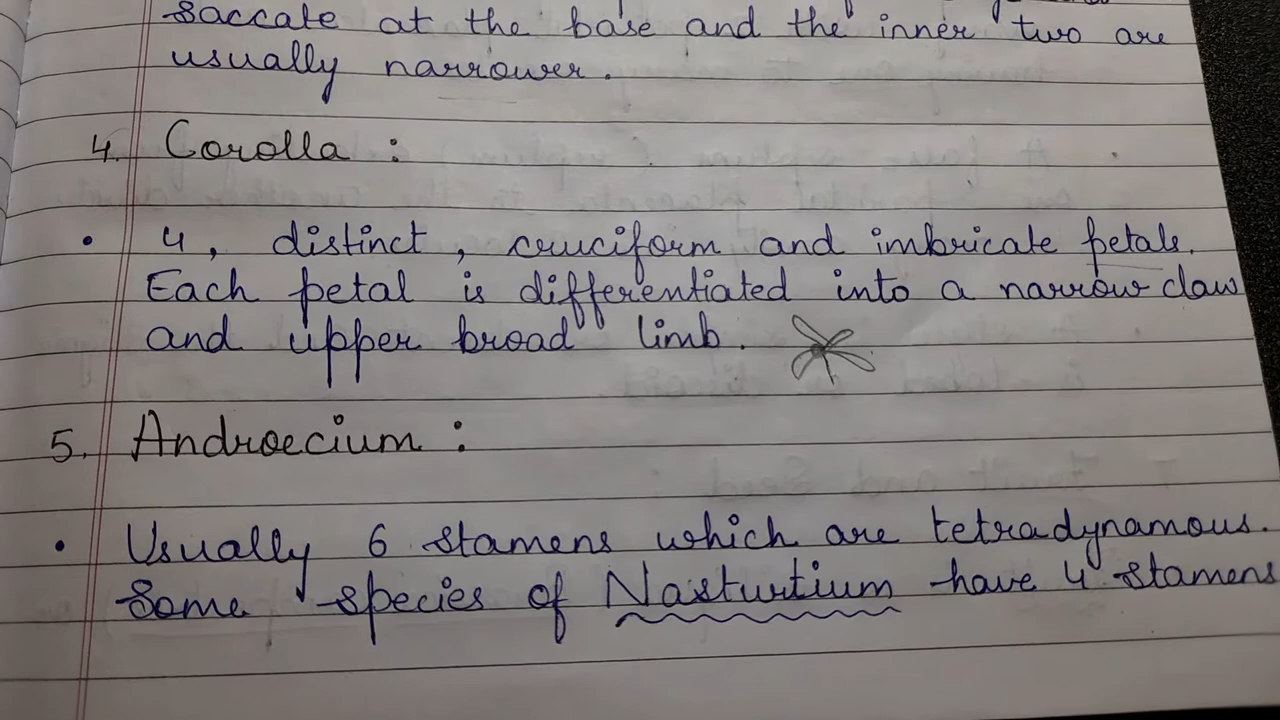 saccate at the base and the inner two are
usually narrower.
4. Corolla :
• 4, distinct, cruciform and imbricate petals.
Each petal is differentiated into a narrow claw
and upper broad limb.
5. Androecium :
• Usually 6 stamens which are tetradynamous.
Some species of Nasturtium have 4 stamens